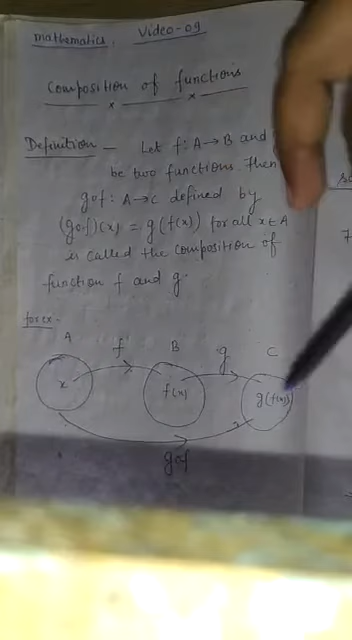 mathematics. Video-09
Composition of functions
Definition — Let f: A→B and
be two functions. Then
gof: A→C defined by
(gof)(x) = g(f(x)) for all x∈A
is called the composition of
function f and g.
for ex-
A f B g C
x f(x) g(f(x))
gof